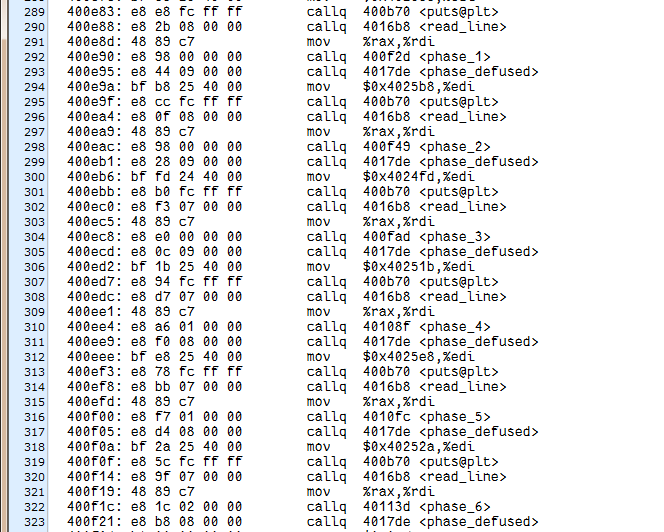 289 400e83: e8 e8 fc ff ff callq 400b70 <puts@plt>
290 400e88: e8 2b 08 00 00 callq 4016b8 <read_line>
291 400e8d: 48 89 c7 mov %rax,%rdi
292 400e90: e8 98 00 00 00 callq 400f2d <phase_1>
293 400e95: e8 44 09 00 00 callq 4017de <phase_defused>
294 400e9a: bf b8 25 40 00 mov $0x4025b8,%edi
295 400e9f: e8 cc fc ff ff callq 400b70 <puts@plt>
296 400ea4: e8 0f 08 00 00 callq 4016b8 <read_line>
297 400ea9: 48 89 c7 mov %rax,%rdi
298 400eac: e8 98 00 00 00 callq 400f49 <phase_2>
299 400eb1: e8 28 09 00 00 callq 4017de <phase_defused>
300 400eb6: bf fd 24 40 00 mov $0x4024fd,%edi
301 400ebb: e8 b0 fc ff ff callq 400b70 <puts@plt>
302 400ec0: e8 f3 07 00 00 callq 4016b8 <read_line>
303 400ec5: 48 89 c7 mov %rax,%rdi
304 400ec8: e8 e0 00 00 00 callq 400fad <phase_3>
305 400ecd: e8 0c 09 00 00 callq 4017de <phase_defused>
306 400ed2: bf 1b 25 40 00 mov $0x40251b,%edi
307 400ed7: e8 94 fc ff ff callq 400b70 <puts@plt>
308 400edc: e8 d7 07 00 00 callq 4016b8 <read_line>
309 400ee1: 48 89 c7 mov %rax,%rdi
310 400ee4: e8 a6 01 00 00 callq 40108f <phase_4>
311 400ee9: e8 f0 08 00 00 callq 4017de <phase_defused>
312 400eee: bf e8 25 40 00 mov $0x4025e8,%edi
313 400ef3: e8 78 fc ff ff callq 400b70 <puts@plt>
314 400ef8: e8 bb 07 00 00 callq 4016b8 <read_line>
315 400efd: 48 89 c7 mov %rax,%rdi
316 400f00: e8 f7 01 00 00 callq 4010fc <phase_5>
317 400f05: e8 d4 08 00 00 callq 4017de <phase_defused>
318 400f0a: bf 2a 25 40 00 mov $0x40252a,%edi
319 400f0f: e8 5c fc ff ff callq 400b70 <puts@plt>
320 400f14: e8 9f 07 00 00 callq 4016b8 <read_line>
321 400f19: 48 89 c7 mov %rax,%rdi
322 400f1c: e8 1c 02 00 00 callq 40113d <phase_6>
323 400f21: e8 b8 08 00 00 callq 4017de <phase_defused>